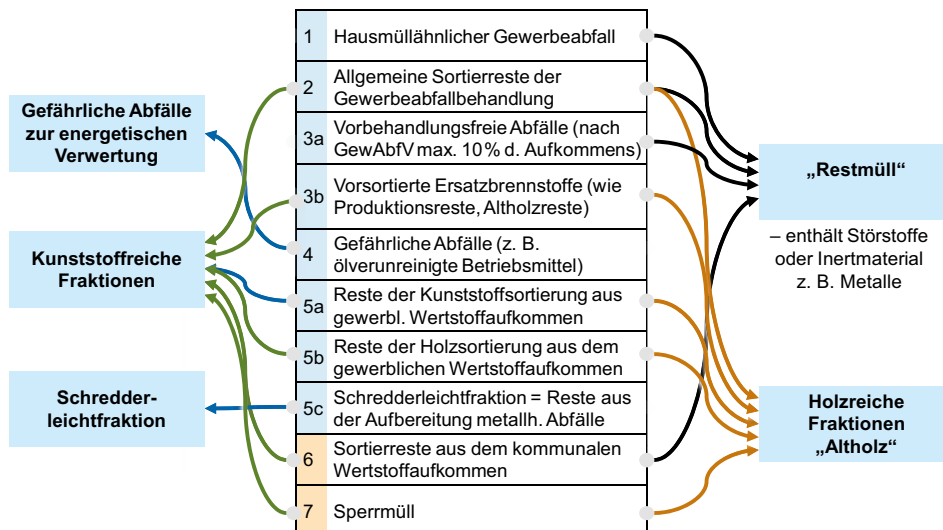 Gefährliche Abfälle
zur energetischen
Verwertung
Kunststoffreiche
Fraktionen
Schredder-
leichtfraktion
1 Hausmüllähnlicher Gewerbeabfall
2 Allgemeine Sortierreste der
Gewerbeabfallbehandlung
3a Vorbehandlungsfreie Abfälle (nach
GewAbfV max. 10% d. Aufkommens)
3b Vorsortierte Ersatzbrennstoffe (wie
Produktionsreste, Altholzreste)
4 Gefährliche Abfälle (z. B.
ölverunreinigte Betriebsmittel)
5a Reste der Kunststoffsortierung aus
gewerbl. Wertstoffaufkommen
5b Reste der Holzsortierung aus dem
gewerblichen Wertstoffaufkommen
5c Schredderleichtfraktion = Reste aus
der Aufbereitung metallh. Abfälle
6 Sortierreste aus dem kommunalen
Wertstoffaufkommen
7 Sperrmüll
„Restmüll“
– enthält Störstoffe
oder Inertmaterial
z. B. Metalle
Holzreiche
Fraktionen
„Altholz“